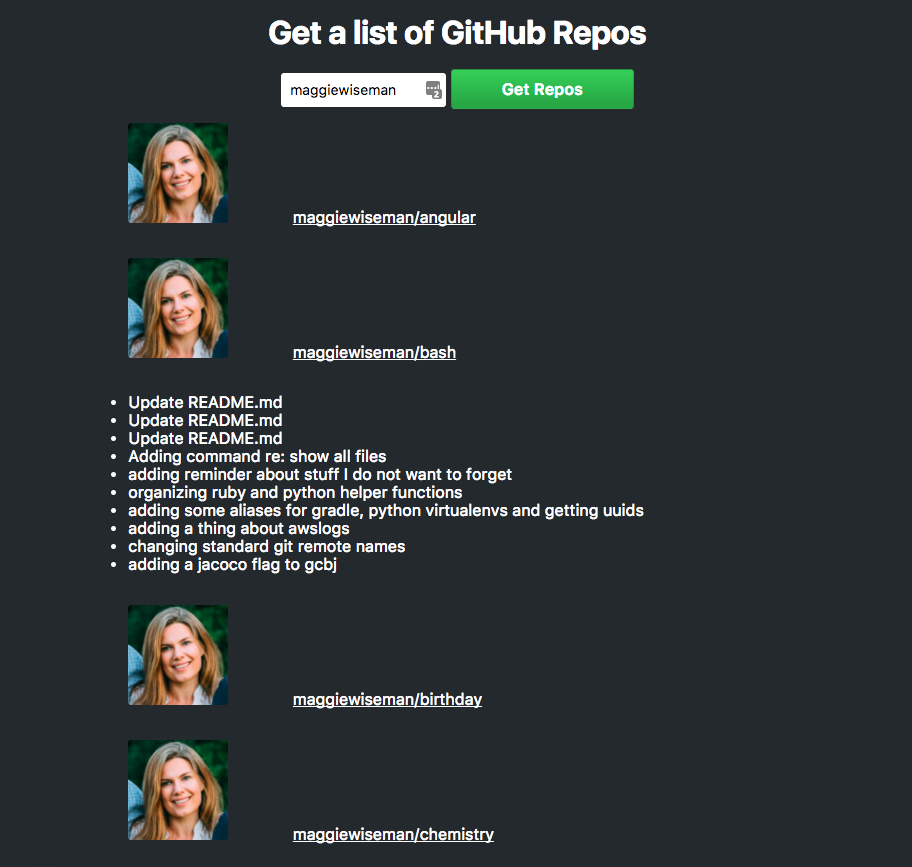 Get a list of GitHub Repos
maggiewiseman 2 Get Repos
maggiewiseman/angular
maggiewiseman/bash
• Update README.md
• Update README.md
• Update README.md
• Adding command re: show all files
• adding reminder about stuff I do not want to forget
• organizing ruby and python helper functions
• adding some aliases for gradle, python virtualenvs and getting uuids
• adding a thing about awslogs
• changing standard git remote names
• adding a jacoco flag to gcbj
maggiewiseman/birthday
maggiewiseman/chemistry